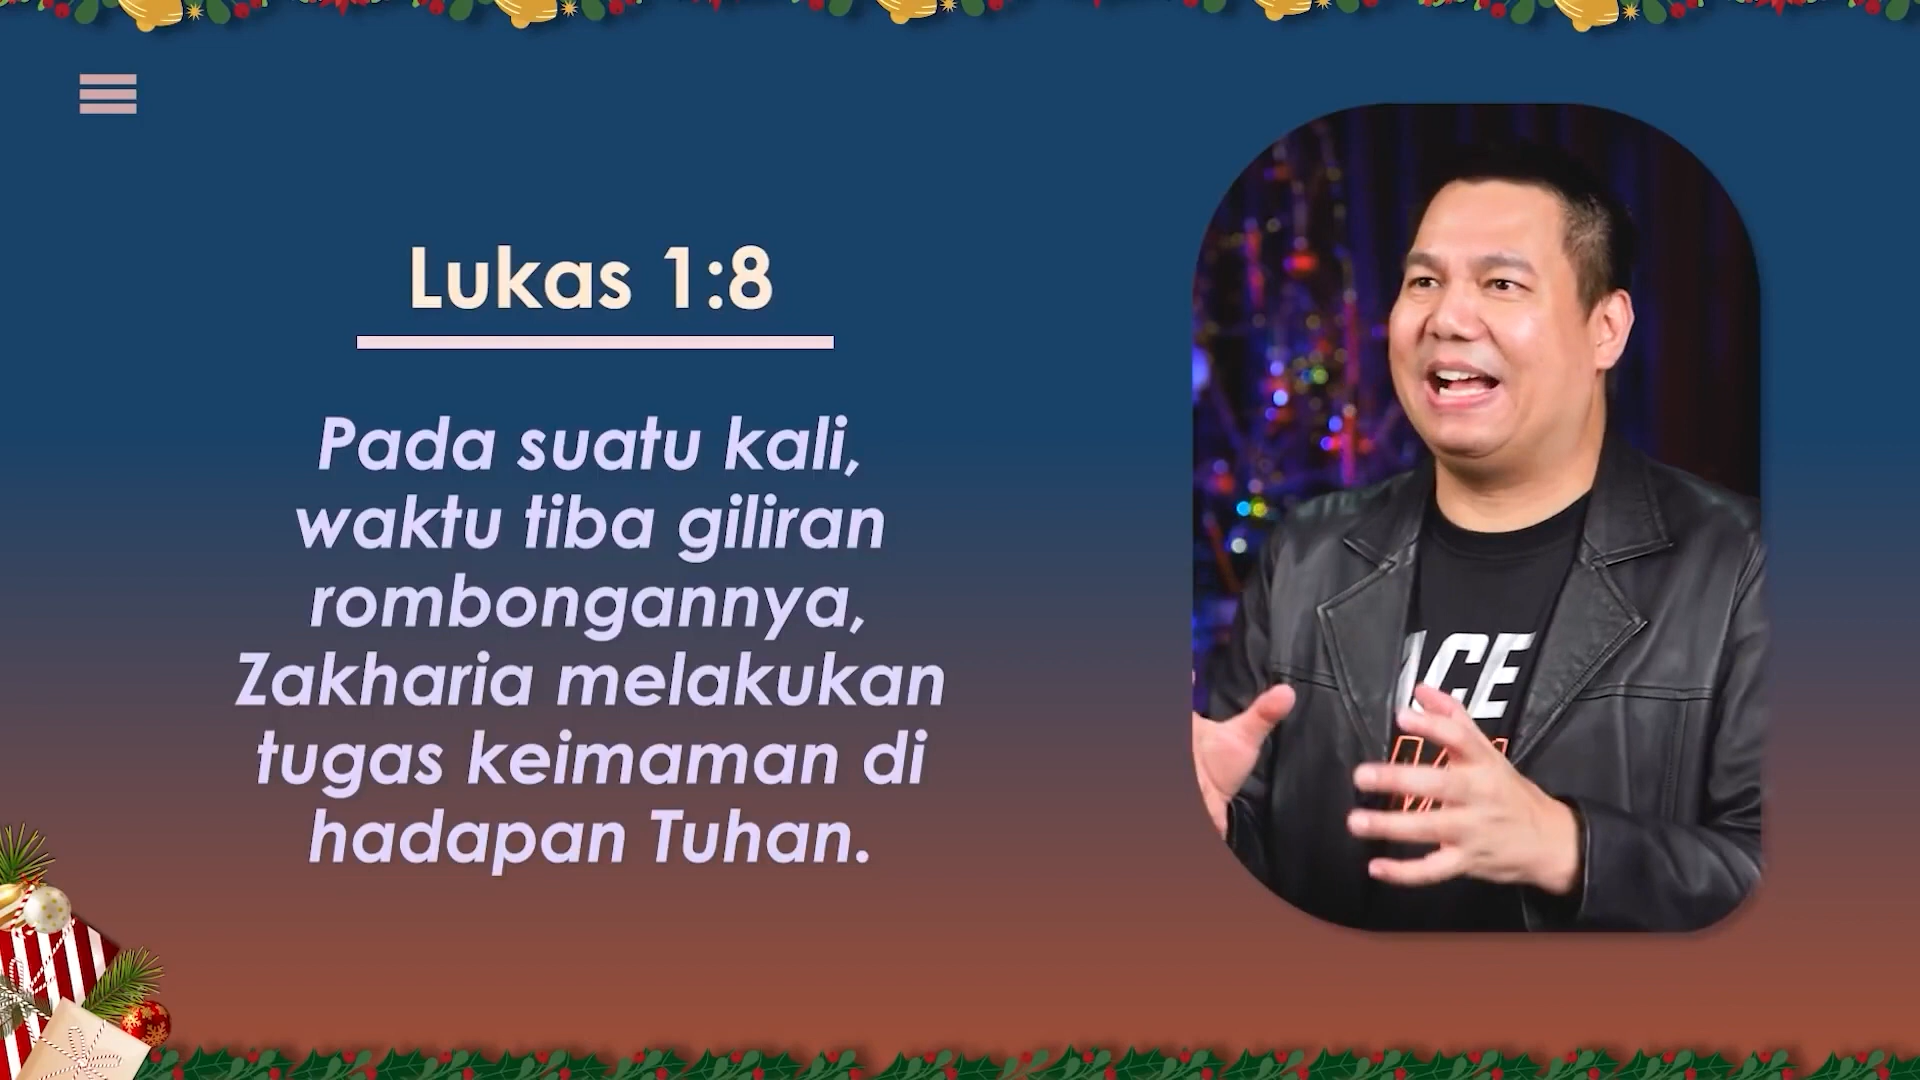 Lukas 1:8
Pada suatu kali,
waktu tiba giliran
rombongannya,
Zakharia melakukan
tugas keimaman di
hadapan Tuhan.